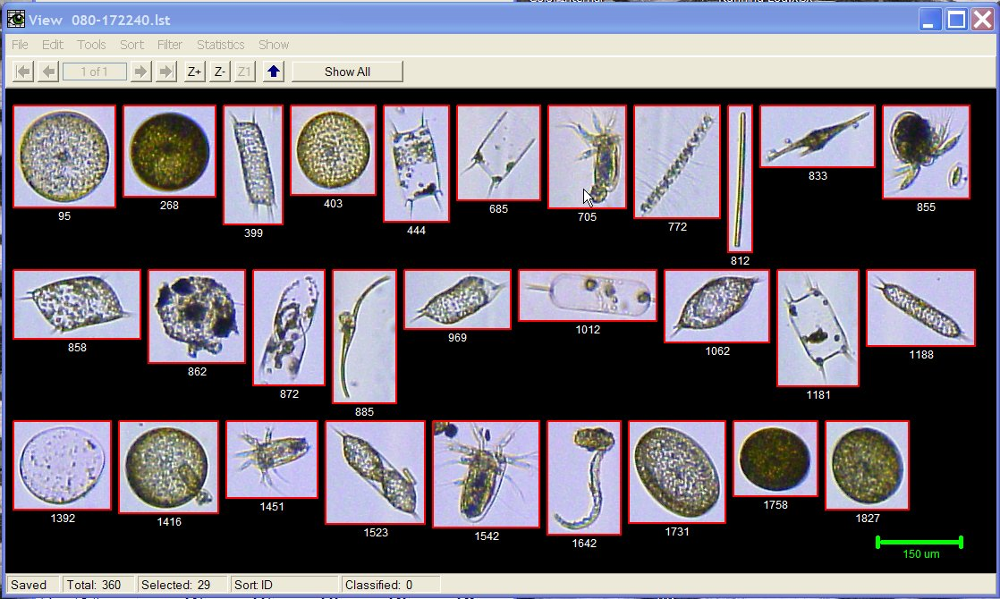 View 080-172240.lst
File Edit Tools Sort Filter Statistics Show
1 of 1 Z+ Z- Z1 Show All
95 268 399 403 444 685 705 772 812 833 855
858 862 872 885 969 1012 1062 1181 1188
1392 1416 1451 1523 1542 1642 1731 1758 1827
150 um
Saved Total: 360 Selected: 29 Sort: ID Classified: 0